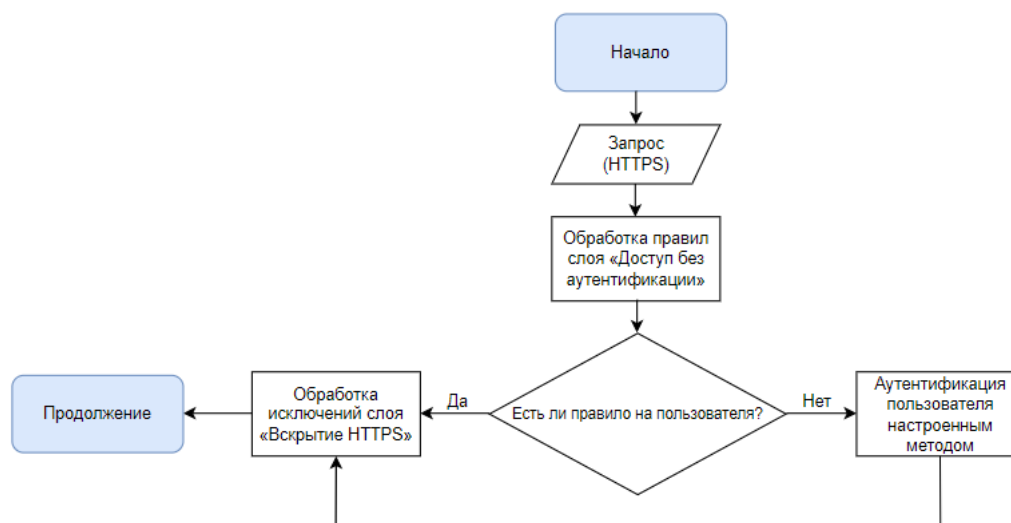 Начало
Запрос
(HTTPS)
Обработка правил
слоя «Доступ без
аутентификации»
Продолжение
Обработка
исключений слоя
«Вскрытие HTTPS»
Да
Есть ли правило на пользователя?
Нет
Аутентификация
пользователя
настроенным
методом